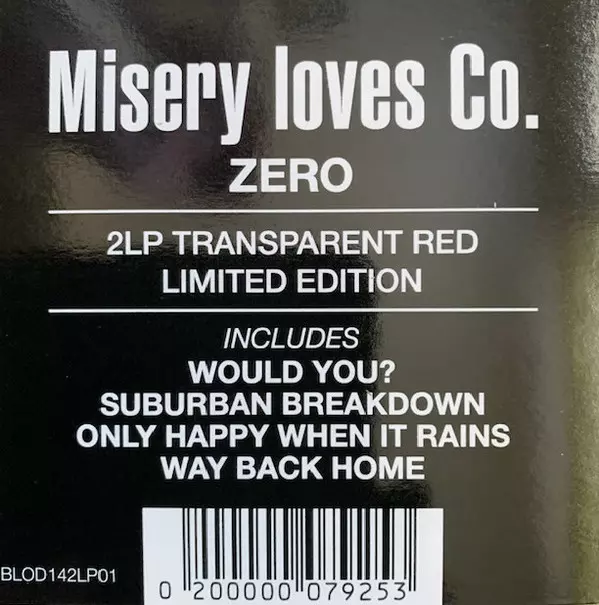 Misery loves Co.
ZERO
2LP TRANSPARENT RED
LIMITED EDITION
INCLUDES
WOULD YOU?
SUBURBAN BREAKDOWN
ONLY HAPPY WHEN IT RAINS
WAY BACK HOME
BLOD142LP01
0 200000 079253